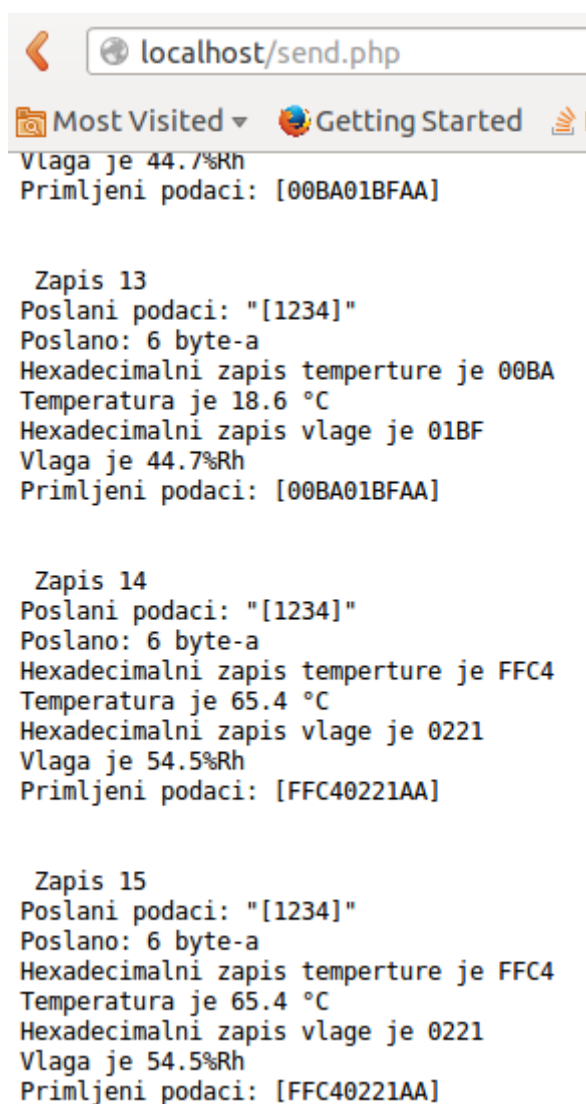 localhost/send.php
Most Visited Getting Started
Vlaga je 44.7%Rh
Primljeni podaci: [00BA01BFAA]
Zapis 13
Poslani podaci: "[1234]"
Poslano: 6 byte-a
Hexadecimalni zapis temperture je 00BA
Temperatura je 18.6 °C
Hexadecimalni zapis vlage je 01BF
Vlaga je 44.7%Rh
Primljeni podaci: [00BA01BFAA]
Zapis 14
Poslani podaci: "[1234]"
Poslano: 6 byte-a
Hexadecimalni zapis temperture je FFC4
Temperatura je 65.4 °C
Hexadecimalni zapis vlage je 0221
Vlaga je 54.5%Rh
Primljeni podaci: [FFC40221AA]
Zapis 15
Poslani podaci: "[1234]"
Poslano: 6 byte-a
Hexadecimalni zapis temperture je FFC4
Temperatura je 65.4 °C
Hexadecimalni zapis vlage je 0221
Vlaga je 54.5%Rh
Primljeni podaci: [FFC40221AA]